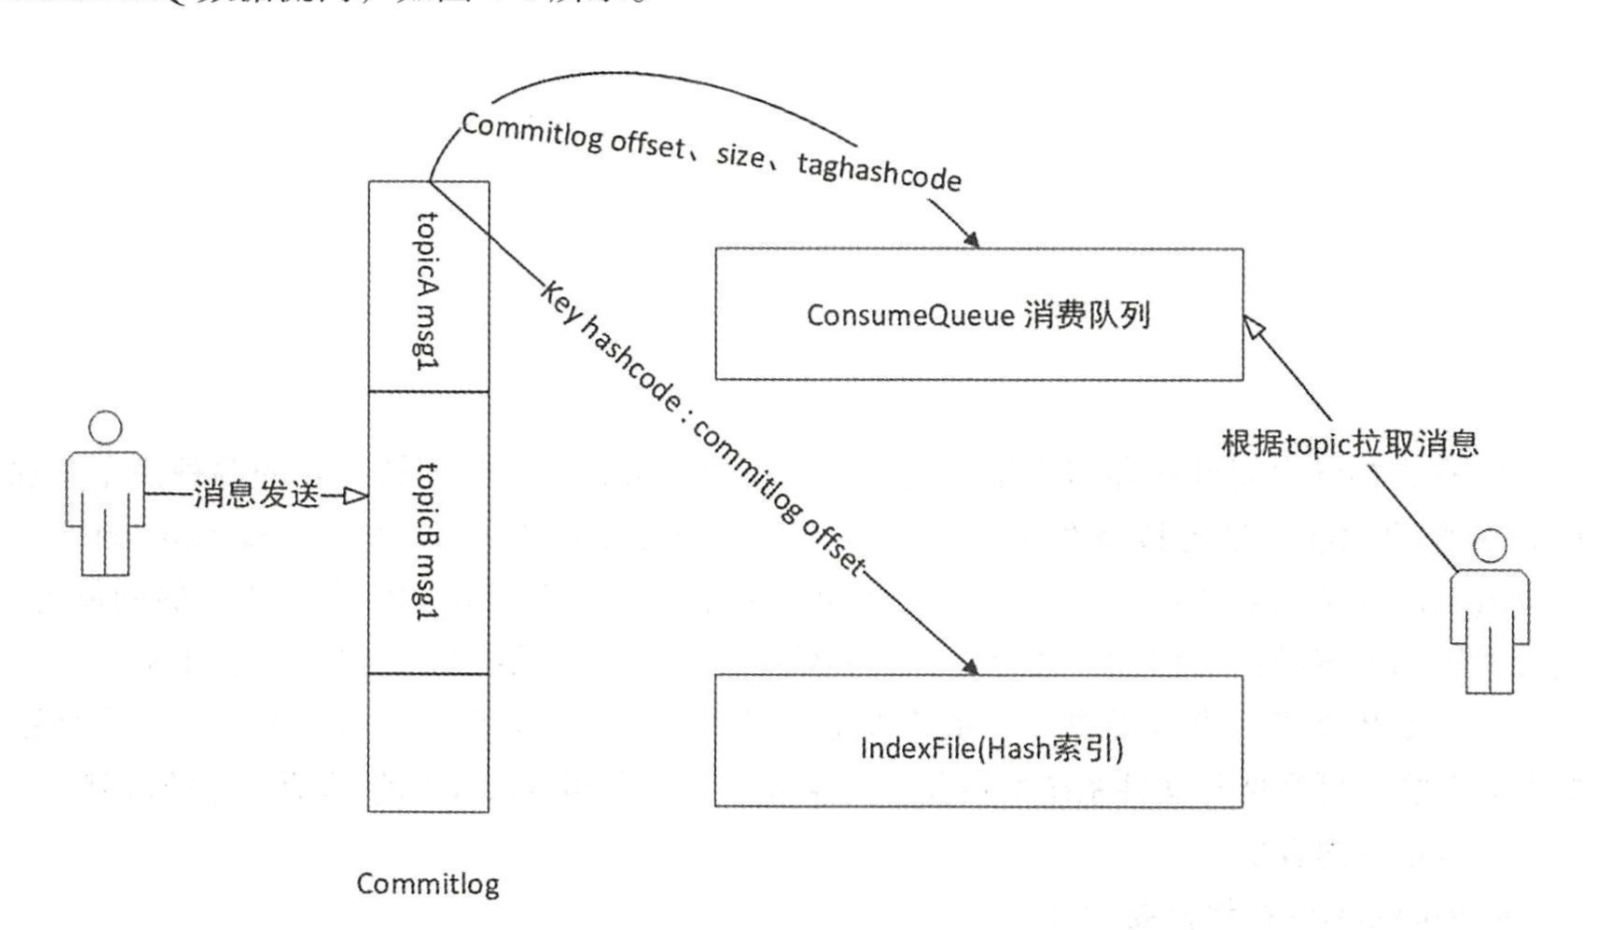 Commitlog offset、size、taghashcode
topicA msg1
Key hashcode : commitlog offset
ConsumeQueue 消费队列
根据topic拉取消息
消息发送
topicB msg1
IndexFile(Hash索引)
Commitlog